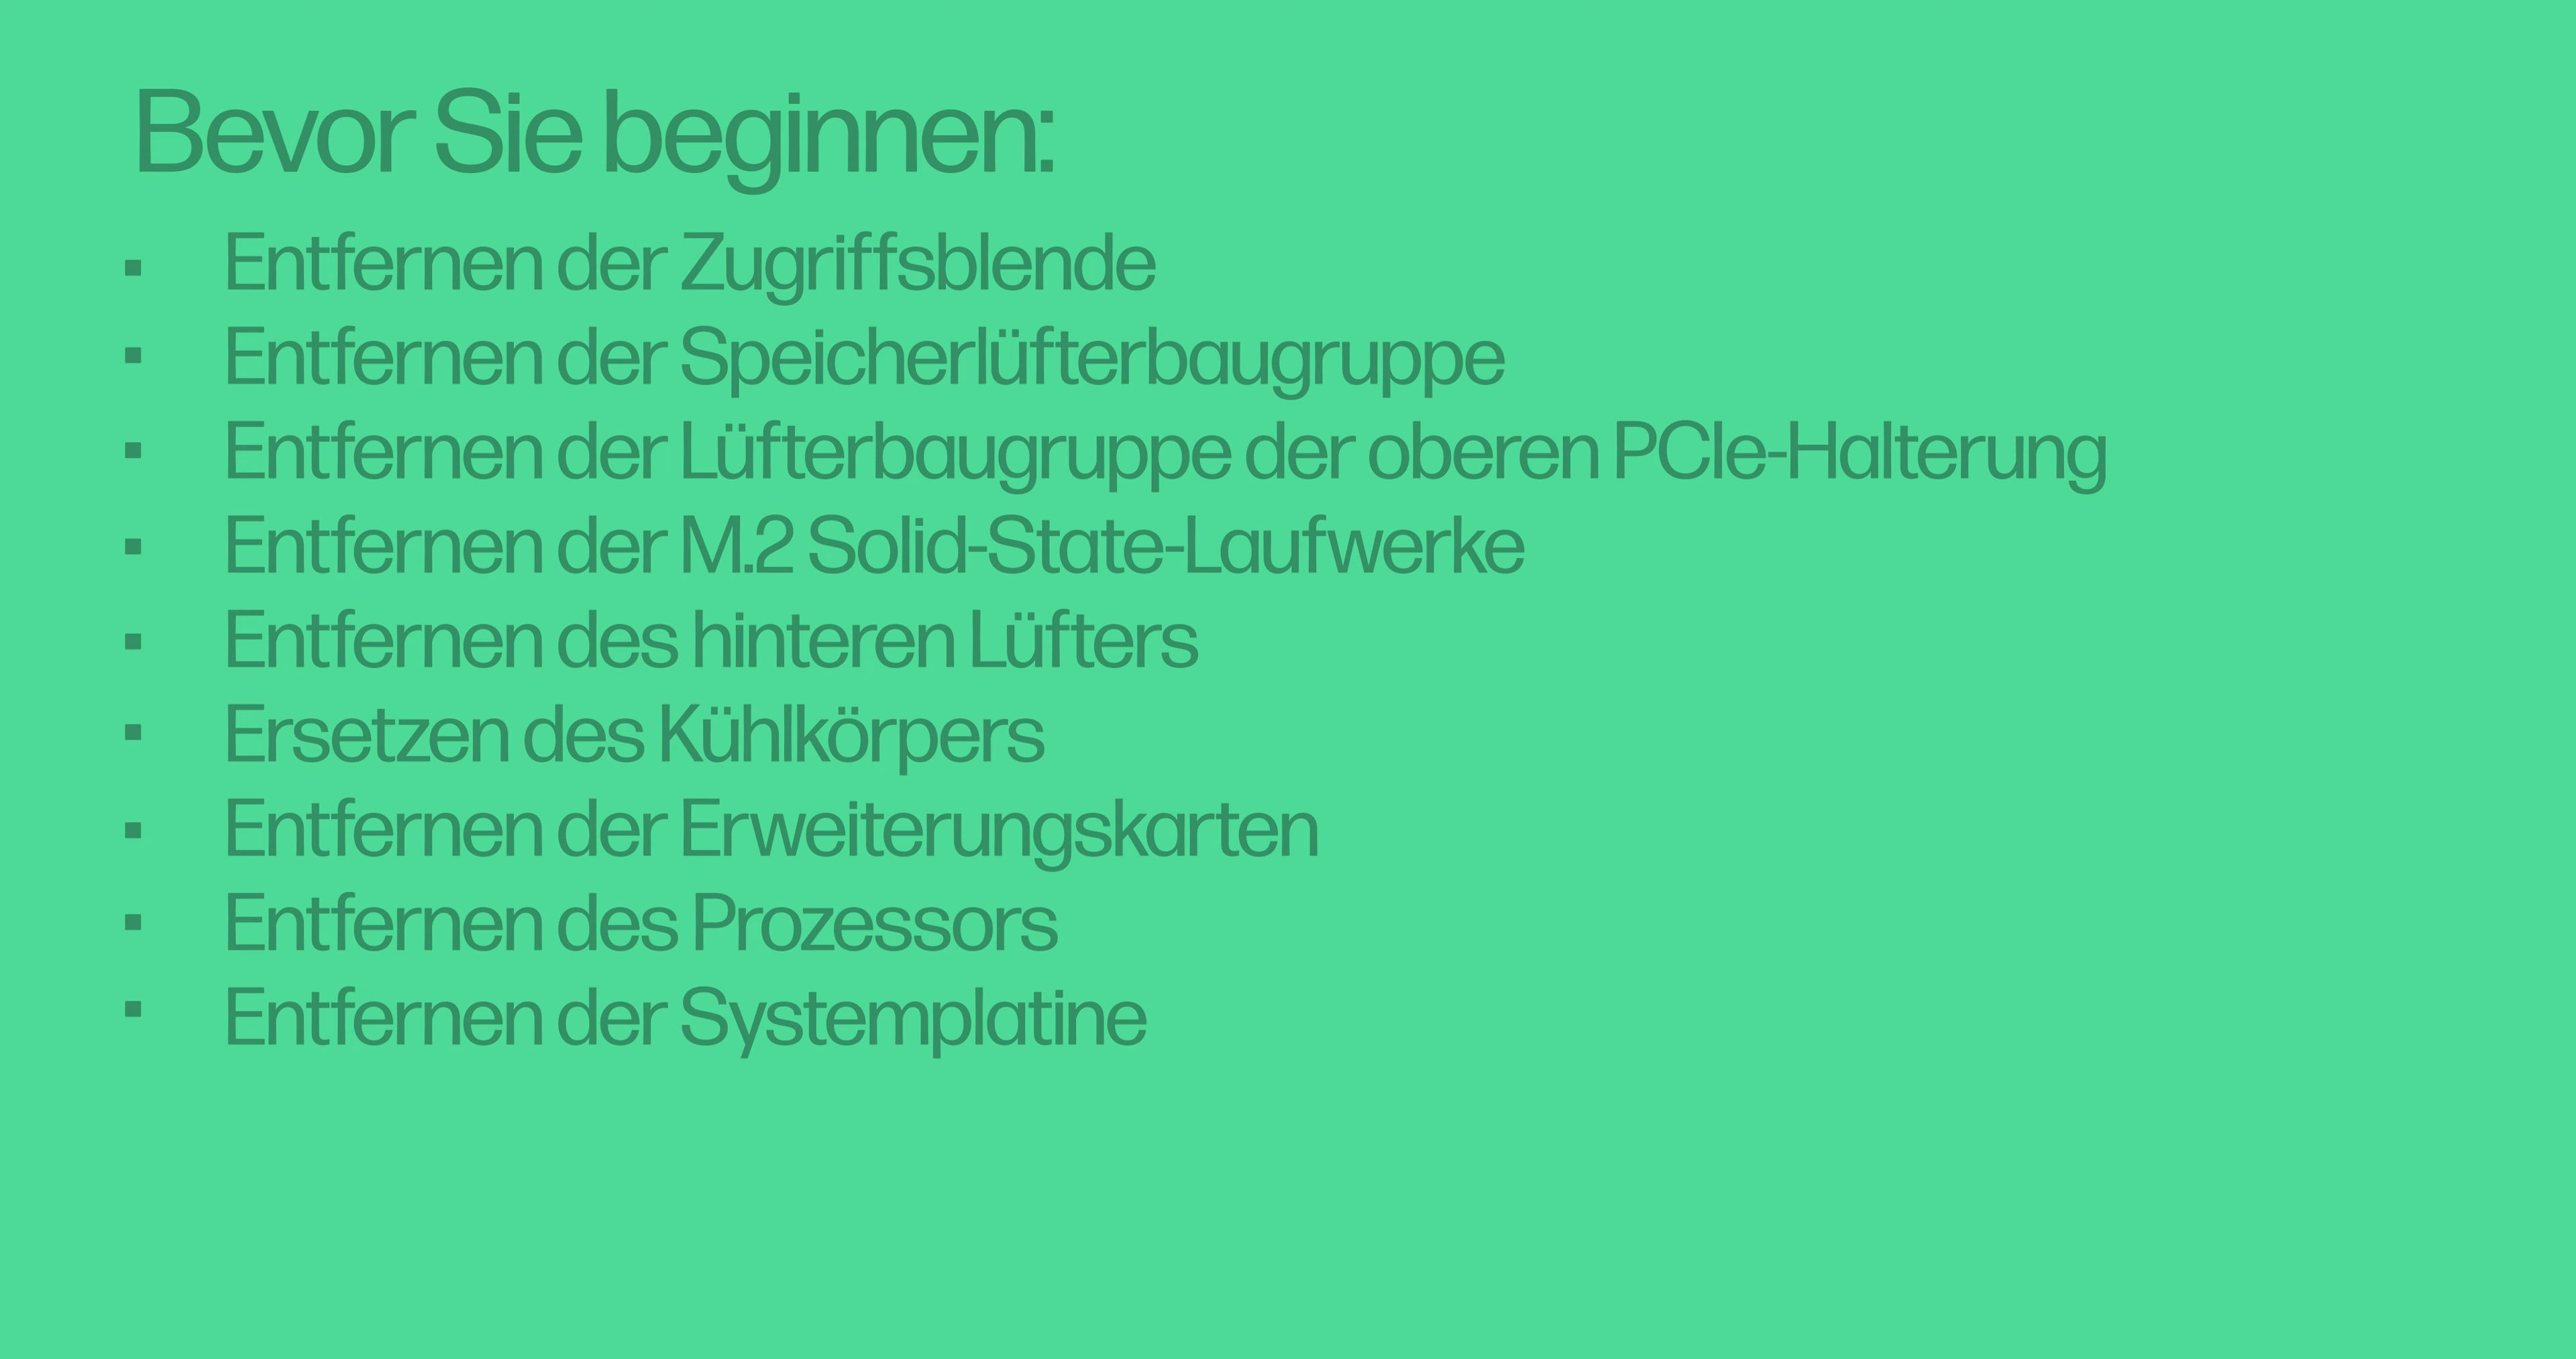 Bevor Sie beginnen:
▪ Entfernen der Zugriffsblende
▪ Entfernen der Speicherlüfterbaugruppe
▪ Entfernen der Lüfterbaugruppe der oberen PCIe-Halterung
▪ Entfernen der M.2 Solid-State-Laufwerke
▪ Entfernen des hinteren Lüfters
▪ Ersetzen des Kühlkörpers
▪ Entfernen der Erweiterungskarten
▪ Entfernen des Prozessors
▪ Entfernen der Systemplatine